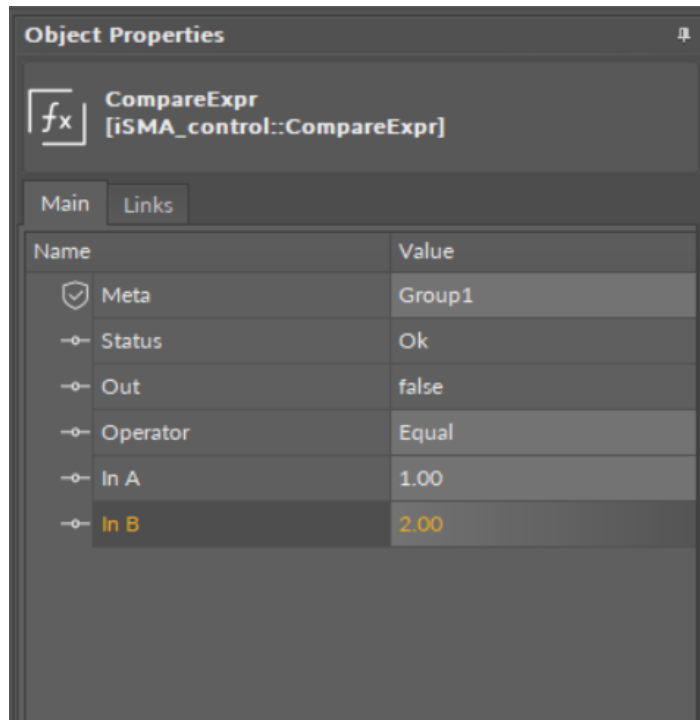 Object Properties
fx
CompareExpr
[iSMA_control::CompareExpr]
Main Links
Name Value
Meta Group1
Status Ok
Out false
Operator Equal
In A 1.00
In B 2.00